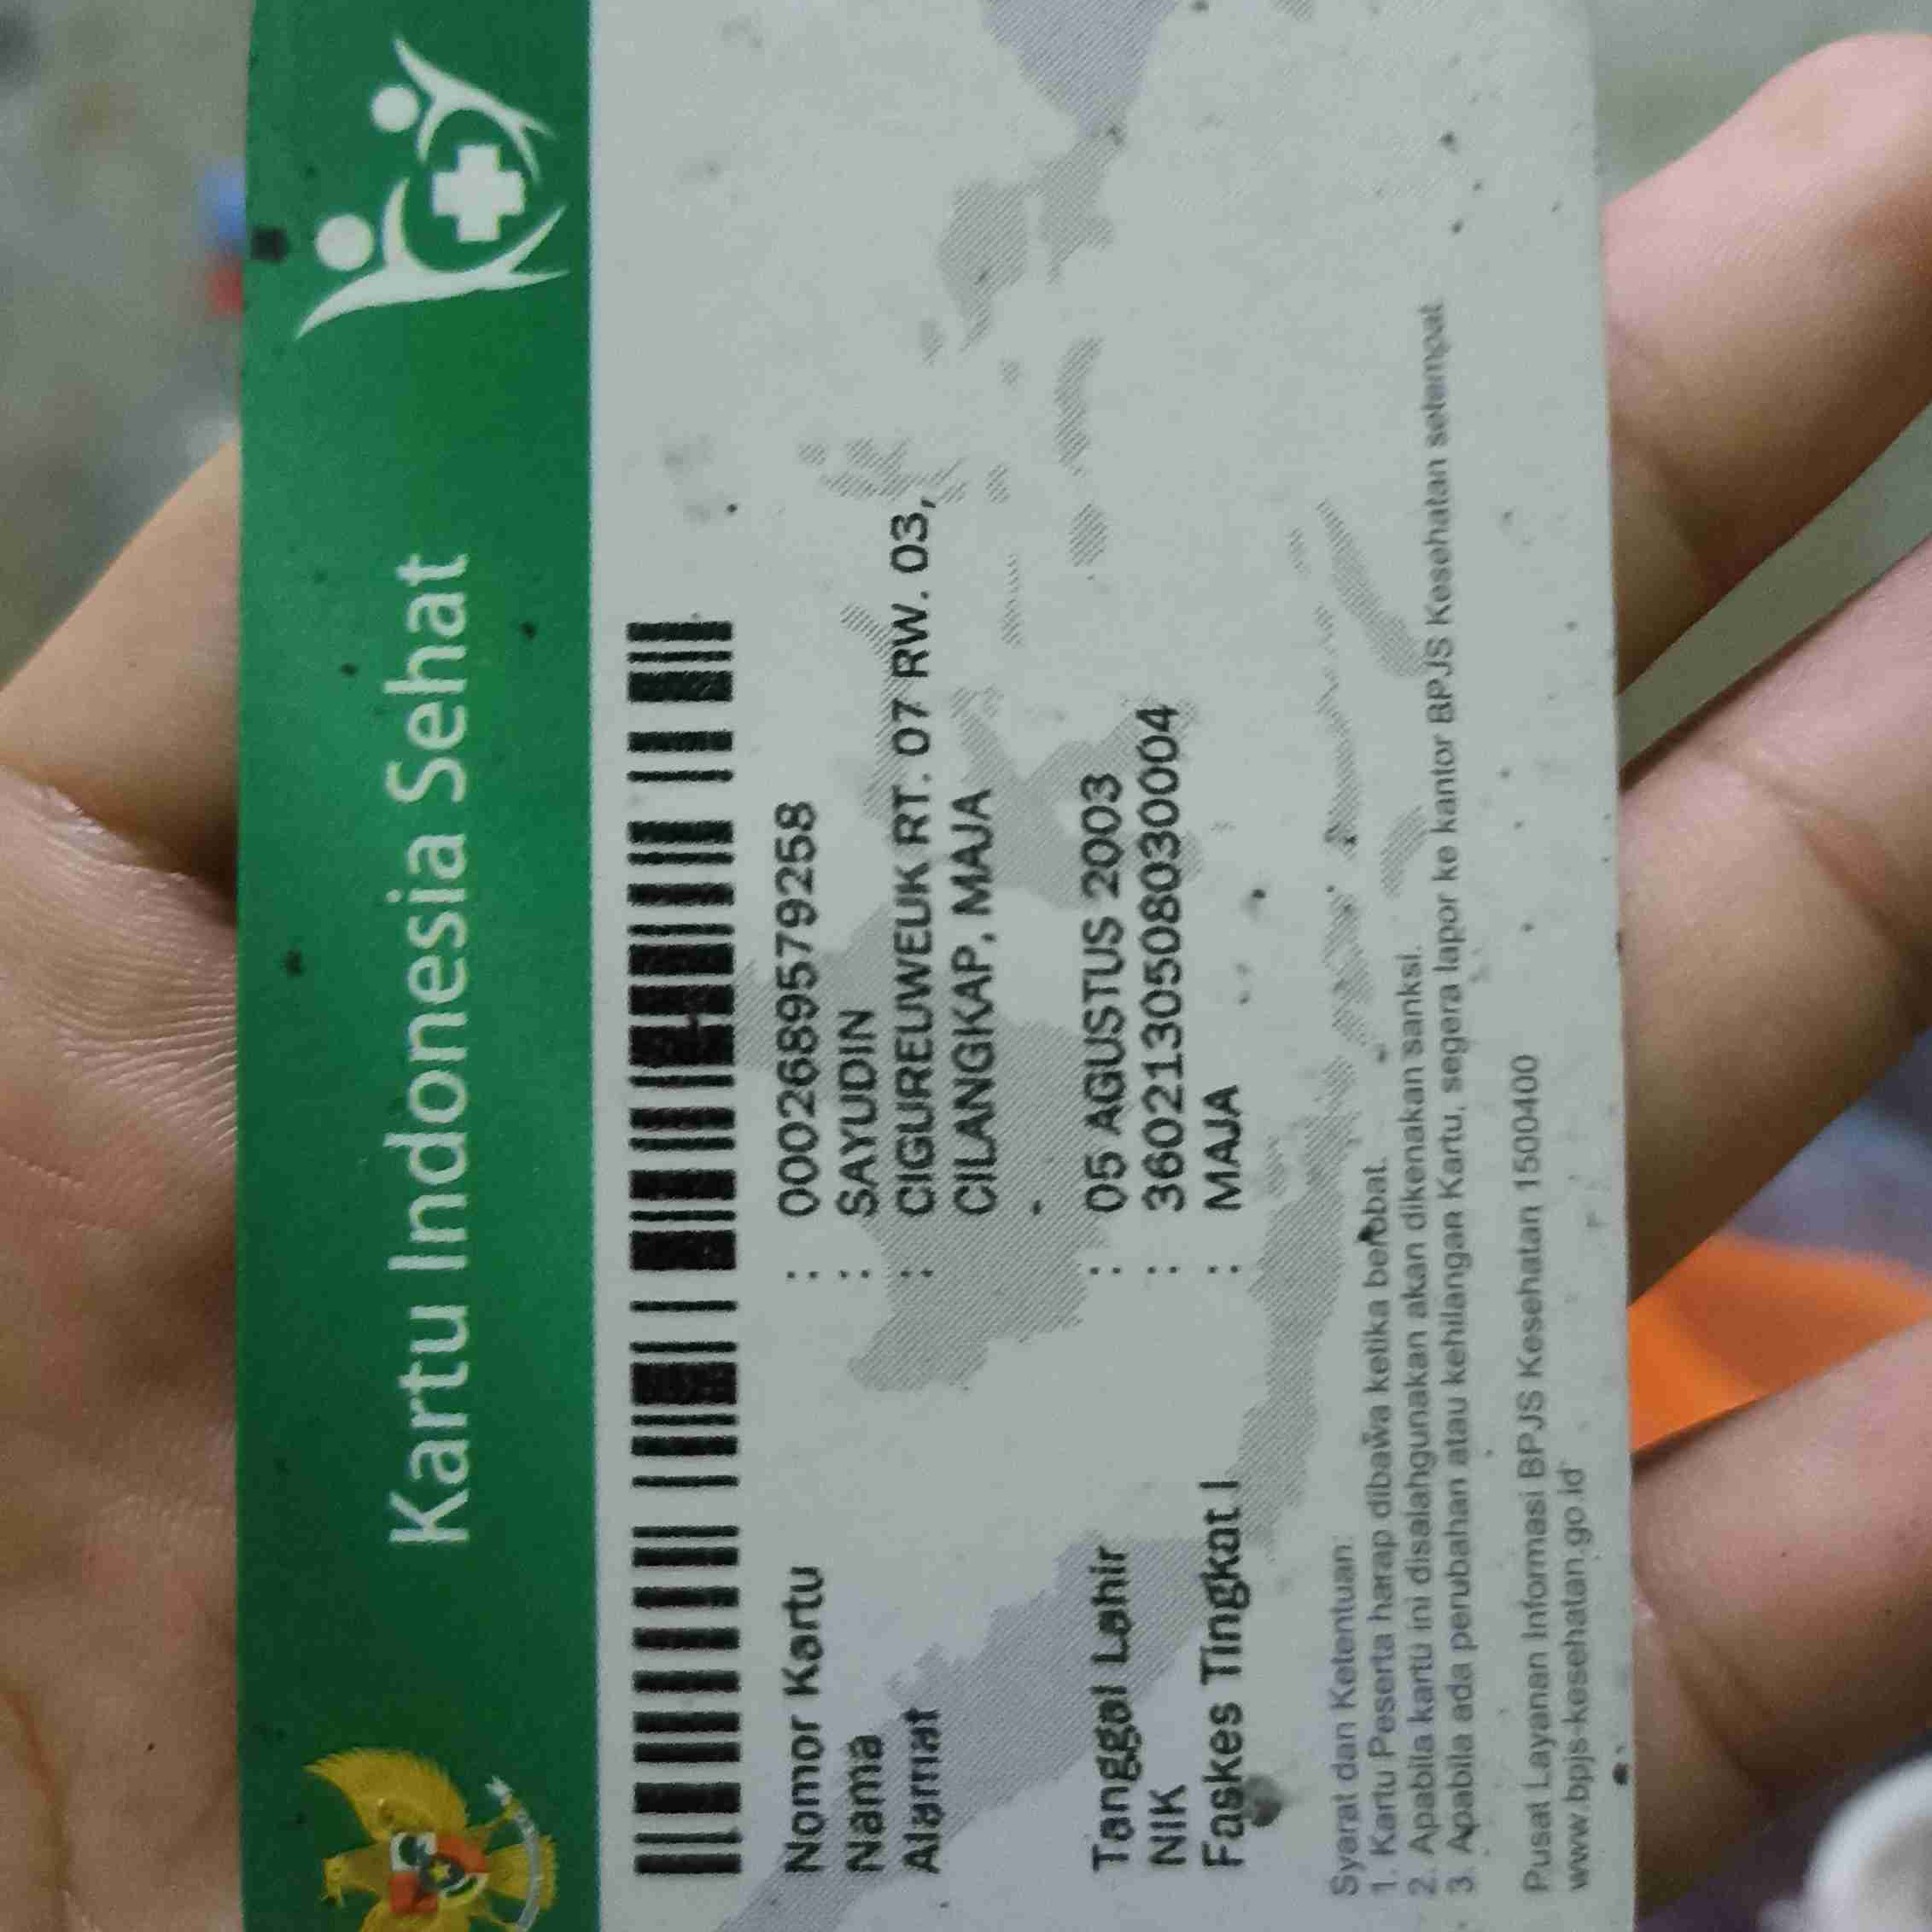 Kartu Indonesia Sehat
Nomor Kartu : 0002689579258
Nama : SAYUDIN
Alamat : CIGUREUWEUK RT. 07 RW. 03,
CILANGKAP, MAJA
Tanggal Lahir : 05 AGUSTUS 2003
NIK : 3602130508030004
Faskes Tingkat I : MAJA
Syarat dan Ketentuan:
1. Kartu Peserta harap dibawa ketika berobat.
2. Apabila kartu ini disalahgunakan akan dikenakan sanksi.
3. Apabila ada perubahan atau kehilangan Kartu, segera lapor ke kantor BPJS Kesehatan setempat
Pusat Layanan Informasi BPJS Kesehatan 1500400
www.bpjs-kesehatan.go.id